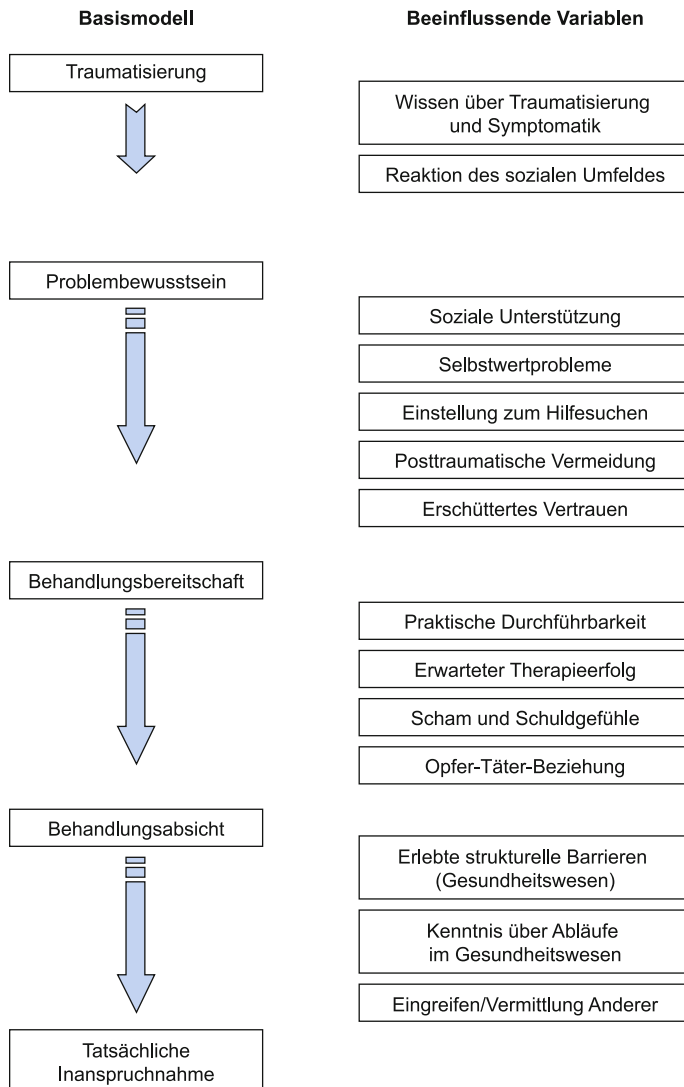 Basismodell
Beeinflussende Variablen
Traumatisierung
Wissen über Traumatisierung
und Symptomatik
Reaktion des sozialen Umfeldes
Problembewusstsein
Soziale Unterstützung
Selbstwertprobleme
Einstellung zum Hilfesuchen
Posttraumatische Vermeidung
Erschüttertes Vertrauen
Behandlungsbereitschaft
Praktische Durchführbarkeit
Erwarteter Therapieerfolg
Scham und Schuldgefühle
Opfer-Täter-Beziehung
Behandlungsabsicht
Erlebte strukturelle Barrieren
(Gesundheitswesen)
Kenntnis über Abläufe
im Gesundheitswesen
Eingreifen/Vermittlung Anderer
Tatsächliche
Inanspruchnahme